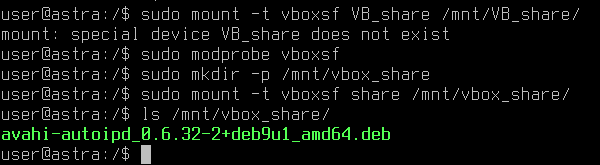 user@astra:/$ sudo mount -t vboxsf VB_share /mnt/VB_share/
mount: special device VB_share does not exist
user@astra:/$ sudo modprobe vboxsf
user@astra:/$ sudo mkdir -p /mnt/vbox_share
user@astra:/$ sudo mount -t vboxsf share /mnt/vbox_share/
user@astra:/$ ls /mnt/vbox_share/
avahi-autoipd_0.6.32-2+deb9u1_amd64.deb
user@astra:/$